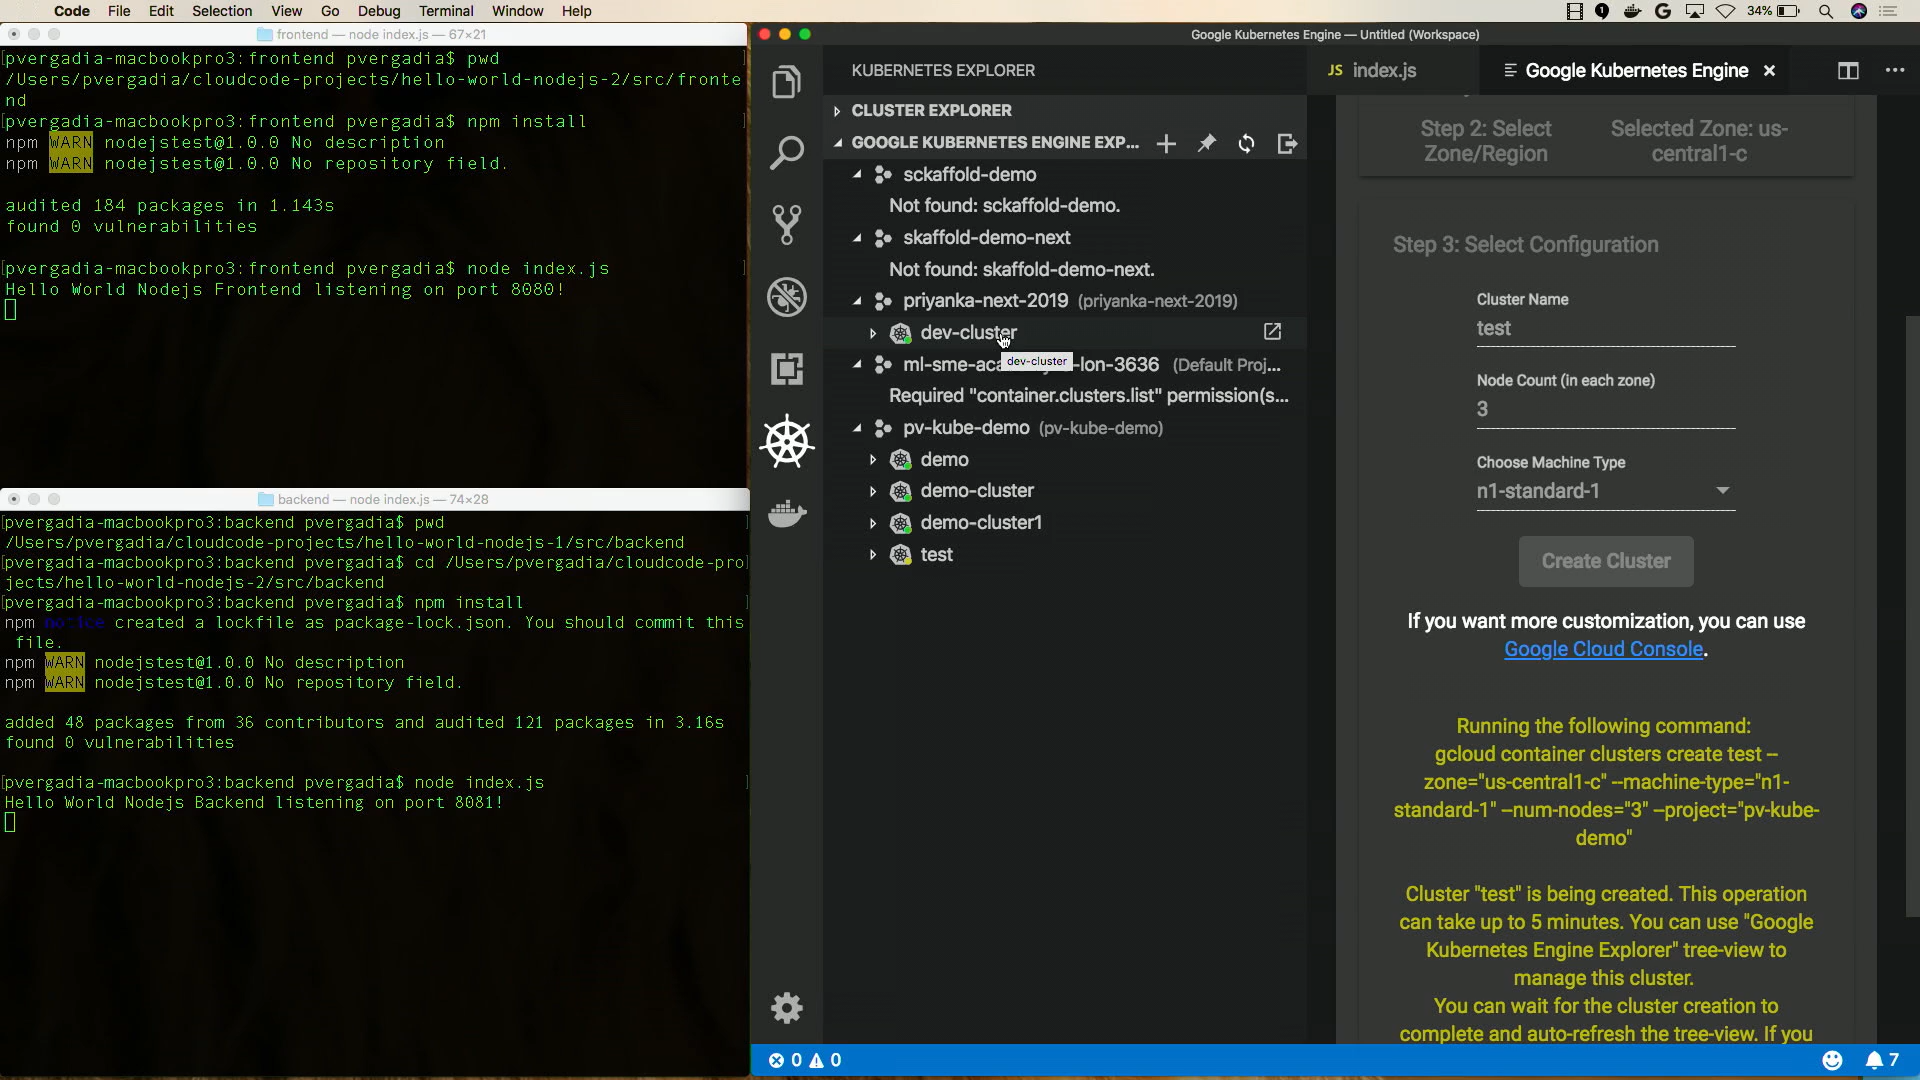 Code File Edit Selection View Go Debug Terminal Window Help
34%
frontend — node index.js — 67×21
[pvergadia-macbookpro3:frontend pvergadia$ pwd
/Users/pvergadia/cloudcode-projects/hello-world-nodejs-2/src/fronte
nd
[pvergadia-macbookpro3:frontend pvergadia$ npm install ]
npm WARN nodejstest@1.0.0 No description
npm WARN nodejstest@1.0.0 No repository field.
audited 184 packages in 1.143s
found 0 vulnerabilities
[pvergadia-macbookpro3:frontend pvergadia$ node index.js ]
Hello World Nodejs Frontend listening on port 8080!
backend — node index.js — 74×28
[pvergadia-macbookpro3:backend pvergadia$ pwd ]
/Users/pvergadia/cloudcode-projects/hello-world-nodejs-1/src/backend
[pvergadia-macbookpro3:backend pvergadia$ cd /Users/pvergadia/cloudcode-pro]
jects/hello-world-nodejs-2/src/backend
[pvergadia-macbookpro3:backend pvergadia$ npm install ]
npm notice created a lockfile as package-lock.json. You should commit this
file.
npm WARN nodejstest@1.0.0 No description
npm WARN nodejstest@1.0.0 No repository field.
added 48 packages from 36 contributors and audited 121 packages in 3.16s
found 0 vulnerabilities
[pvergadia-macbookpro3:backend pvergadia$ node index.js ]
Hello World Nodejs Backend listening on port 8081!
Google Kubernetes Engine — Untitled (Workspace)
KUBERNETES EXPLORER
CLUSTER EXPLORER
GOOGLE KUBERNETES ENGINE EXP...
sckaffold-demo
Not found: sckaffold-demo.
skaffold-demo-next
Not found: skaffold-demo-next.
priyanka-next-2019 (priyanka-next-2019)
dev-cluster
dev-cluster
ml-sme-aca -lon-3636 (Default Proj...
Required "container.clusters.list" permission(s...
pv-kube-demo (pv-kube-demo)
demo
demo-cluster
demo-cluster1
test
JS index.js
Google Kubernetes Engine
Step 2: Select Zone/Region
Selected Zone: us-central1-c
Step 3: Select Configuration
Cluster Name
test
Node Count (in each zone)
3
Choose Machine Type
n1-standard-1
Create Cluster
If you want more customization, you can use
Google Cloud Console.
Running the following command:
gcloud container clusters create test --
zone="us-central1-c" --machine-type="n1-
standard-1" --num-nodes="3" --project="pv-kube-
demo"
Cluster "test" is being created. This operation
can take up to 5 minutes. You can use "Google
Kubernetes Engine Explorer" tree-view to
manage this cluster.
You can wait for the cluster creation to
complete and auto-refresh the tree-view. If you
0 0
7